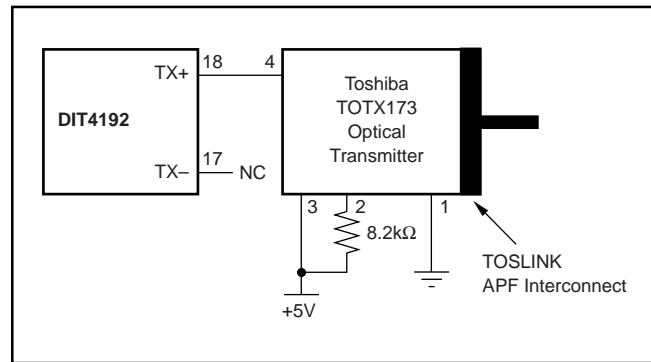 TX+
18
4
DIT4192
TX–
17
NC
Toshiba
TOTX173
Optical
Transmitter
3
2
1
8.2kΩ
+5V
TOSLINK
APF Interconnect